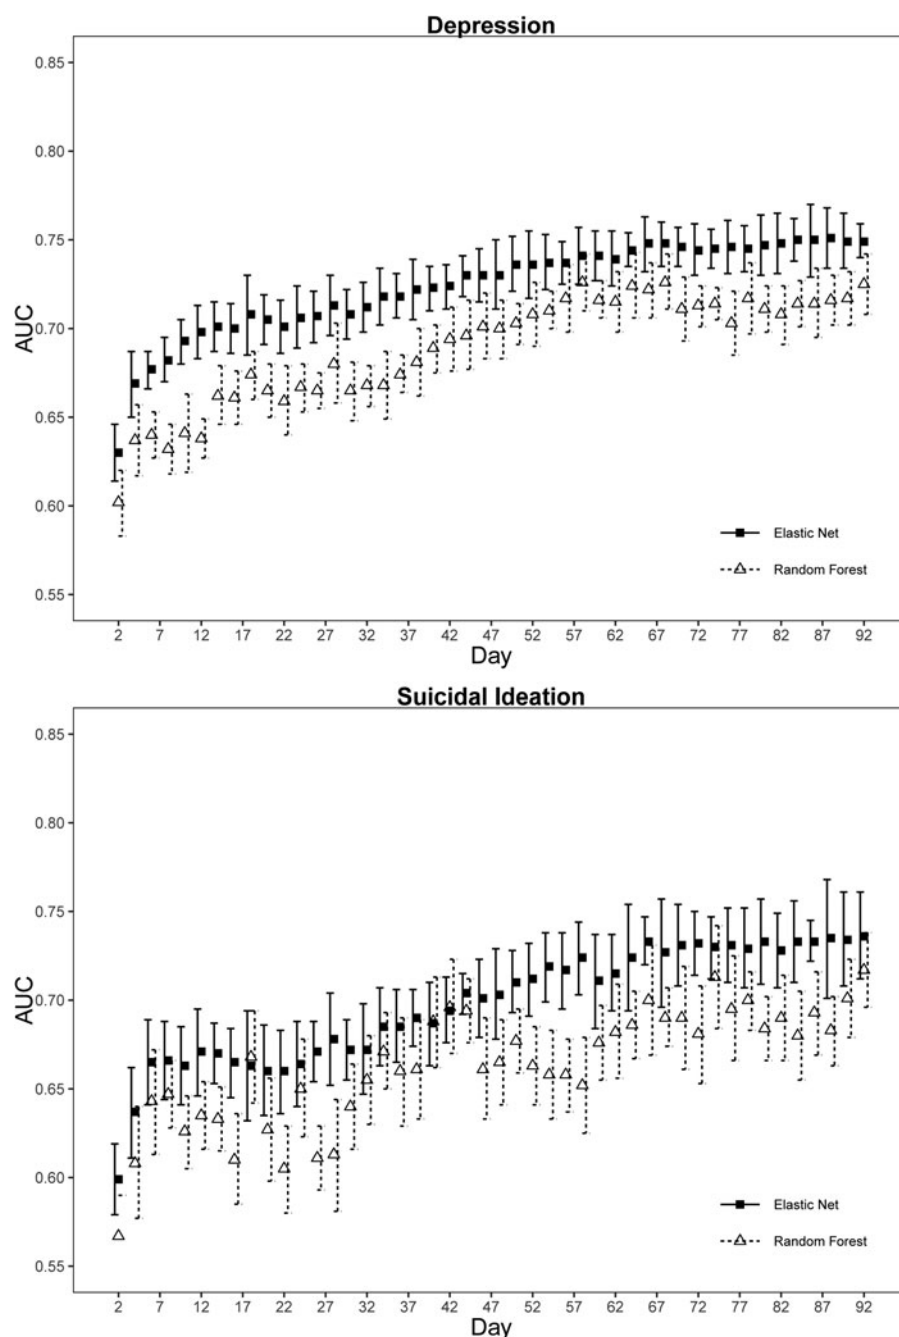 Depression
0.85
0.80
0.75
0.70
0.65
0.60
0.55
AUC
Elastic Net
Random Forest
2 7 12 17 22 27 32 37 42 47 52 57 62 67 72 77 82 87 92
Day
Suicidal Ideation
0.85
0.80
0.75
0.70
0.65
0.60
0.55
AUC
Elastic Net
Random Forest
2 7 12 17 22 27 32 37 42 47 52 57 62 67 72 77 82 87 92
Day